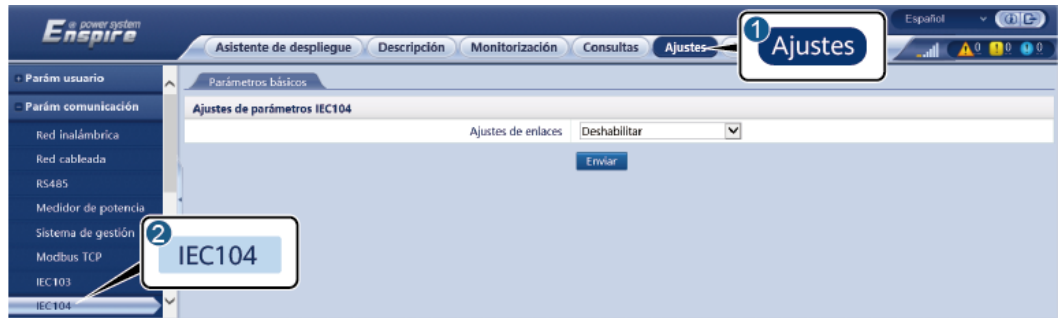 Enspire
e power system
Español
Asistente de despliegue
Descripción
Monitorización
Consultas
Ajustes
1
Ajustes
0
0
0
Parám usuario
Parám comunicación
Red inalámbrica
Red cableada
RS485
Medidor de potencia
Sistema de gestión
Modbus TCP
IEC103
IEC104
2
IEC104
Parámetros básicos
Ajustes de parámetros IEC104
Ajustes de enlaces
Deshabilitar
Enviar